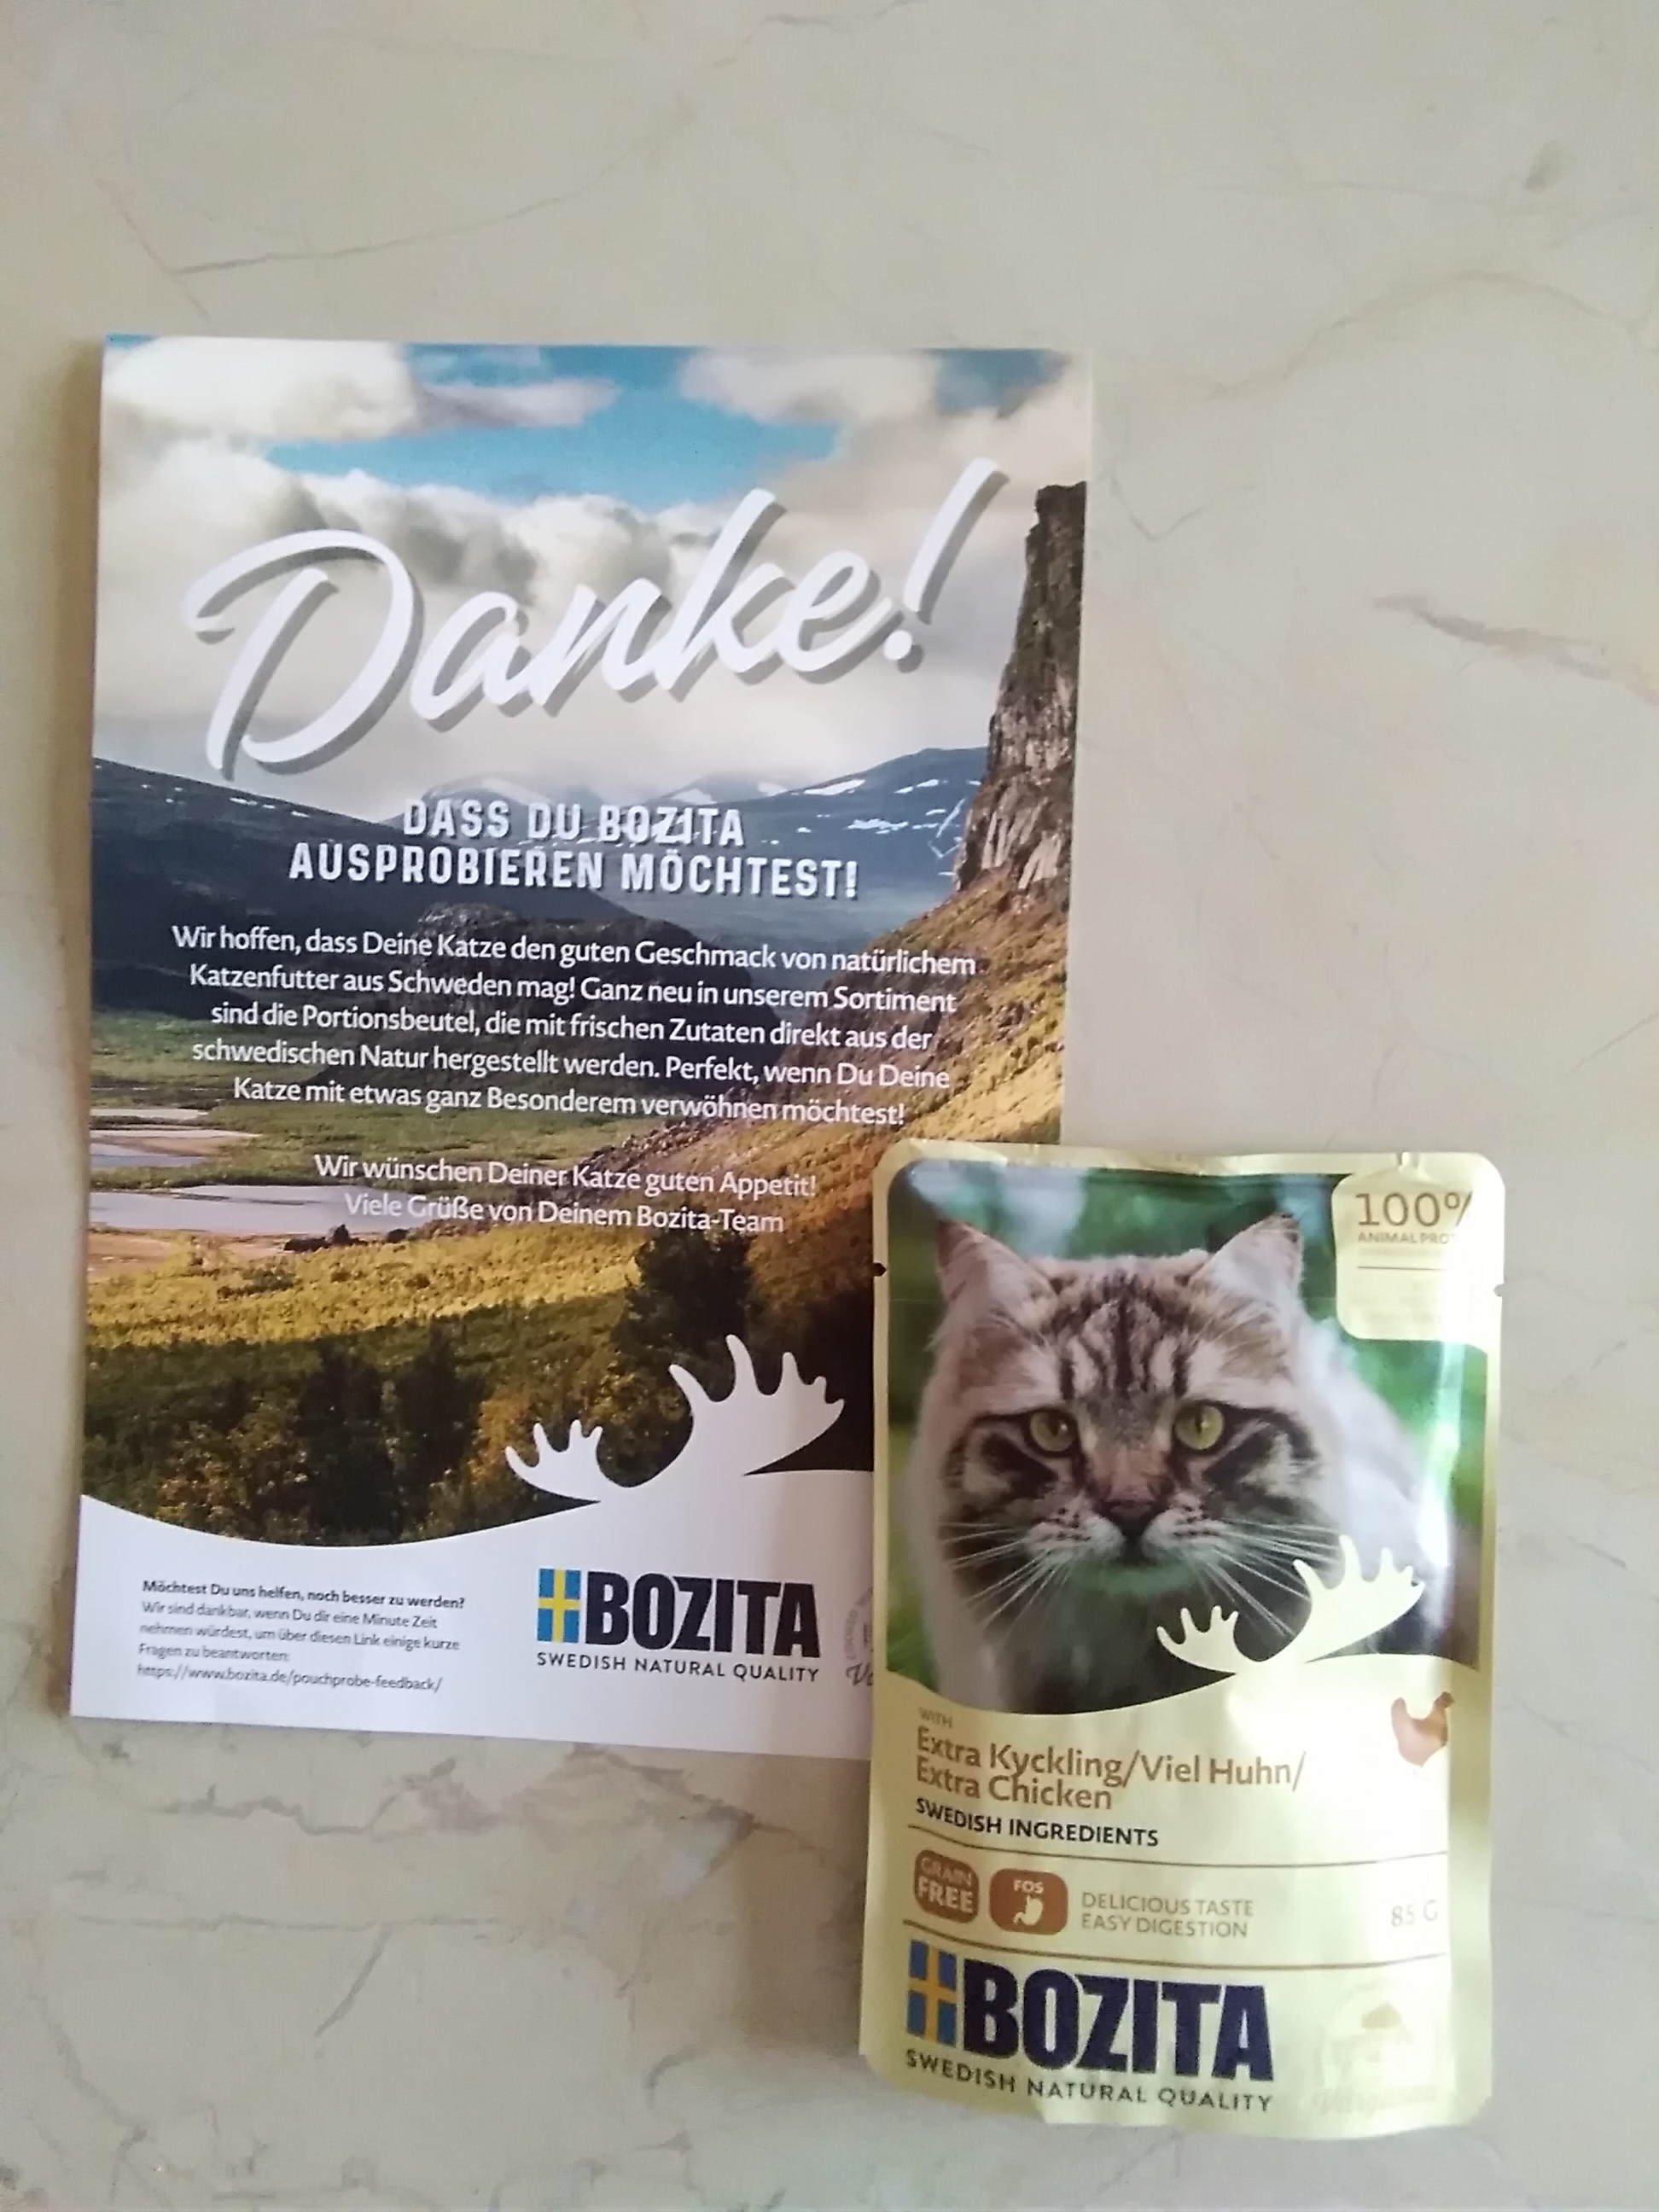 Danke!
DASS DU BOZITA
AUSPROBIEREN MÖCHTEST!
Wir hoffen, dass Deine Katze den guten Geschmack von natürlichem
Katzenfutter aus Schweden mag! Ganz neu in unserem Sortiment
sind die Portionsbeutel, die mit frischen Zutaten direkt aus der
schwedischen Natur hergestellt werden. Perfekt, wenn Du Deine
Katze mit etwas ganz Besonderem verwöhnen möchtest!
Wir wünschen Deiner Katze guten Appetit!
Viele Grüße von Deinem Bozita-Team
Möchtest Du uns helfen, noch besser zu werden?
Wir sind dankbar, wenn Du dir eine Minute Zeit
nehmen würdest, um über diesen Link einige kurze
Fragen zu beantworten:
https://www.bozita.de/pouchprobe-feedback/
BOZITA
SWEDISH NATURAL QUALITY
100%
ANIMAL PRO
WITH
Extra Kyckling/Viel Huhn/
Extra Chicken
SWEDISH INGREDIENTS
GRAIN
FREE
FOS
DELICIOUS TASTE
EASY DIGESTION
85 G
BOZITA
SWEDISH NATURAL QUALITY